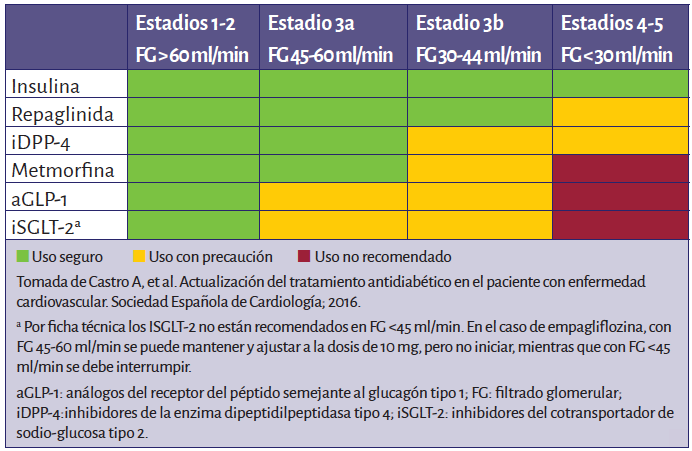 Estadios 1-2 Estadio 3a Estadio 3b Estadios 4-5
FG>60 ml/min FG 45-60 ml/min FG 30-44 ml/min FG<30 ml/min
Insulina
Repaglinida
iDPP-4
Metmorfina
aGLP-1
iSGLT-2ª
Uso seguro Uso con precaución Uso no recomendado
Tomada de Castro A, et al. Actualización del tratamiento antidiabético en el paciente con enfermedad
cardiovascular. Sociedad Española de Cardiología; 2016.
ª Por ficha técnica los ISGLT-2 no están recomendados en FG <45 ml/min. En el caso de empagliflozina, con
FG 45-60 ml/min se puede mantener y ajustar a la dosis de 10 mg, pero no iniciar, mientras que con FG <45
ml/min se debe interrumpir.
aGLP-1: análogos del receptor del péptido semejante al glucagón tipo 1; FG: filtrado glomerular;
iDPP-4:inhibidores de la enzima dipeptidilpeptidasa tipo 4; iSGLT-2: inhibidores del cotransportador de
sodio-glucosa tipo 2.